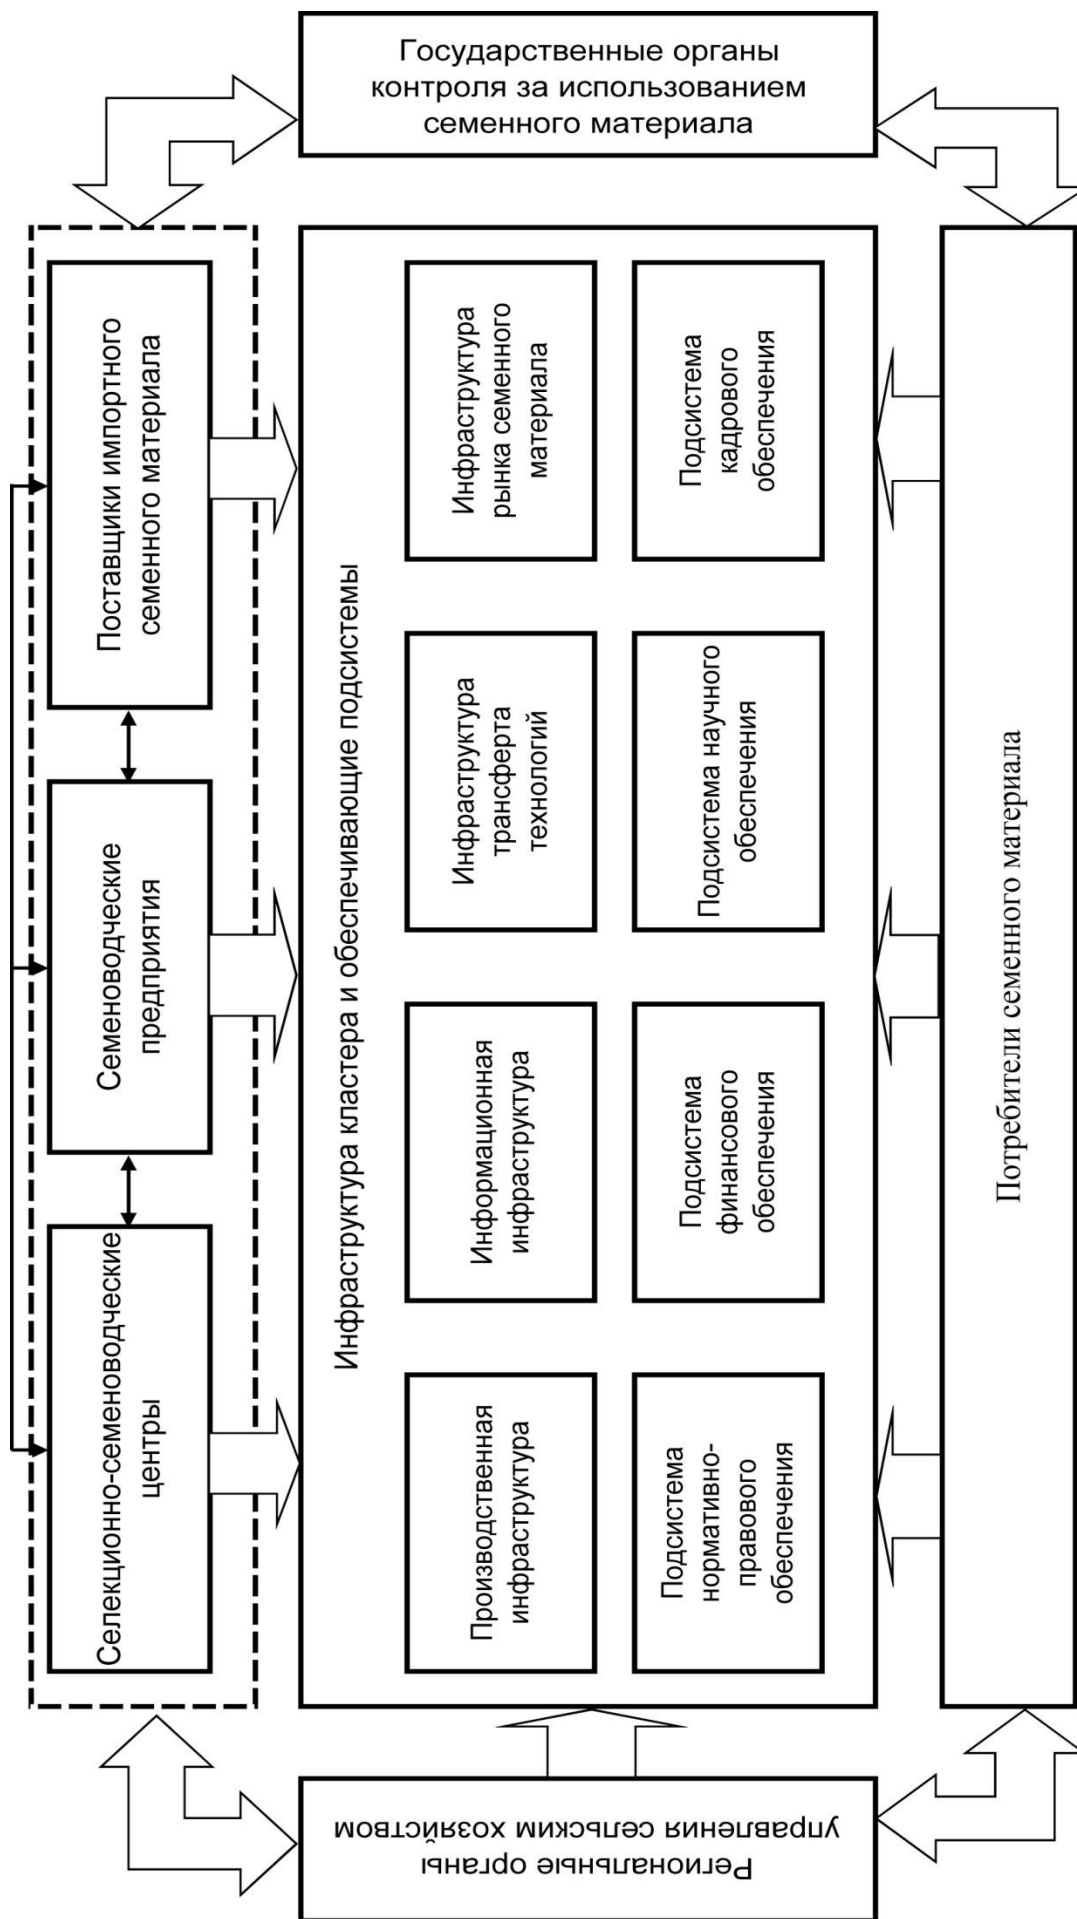 Государственные органы
контроля за использованием
семенного материала
Селекционно-семеноводческие
центры
Семеноводческие
предприятия
Поставщики импортного
семенного материала
Инфраструктура кластера и обеспечивающие подсистемы
Производственная
инфраструктура
Информационная
инфраструктура
Инфраструктура
трансферта
технологий
Инфраструктура
рынка семенного
материала
Подсистема
нормативно-
правового
обеспечения
Подсистема
финансового
обеспечения
Подсистема научного
обеспечения
Подсистема
кадрового
обеспечения
Потребители семенного материала
Региональные органы
управления сельским хозяйством